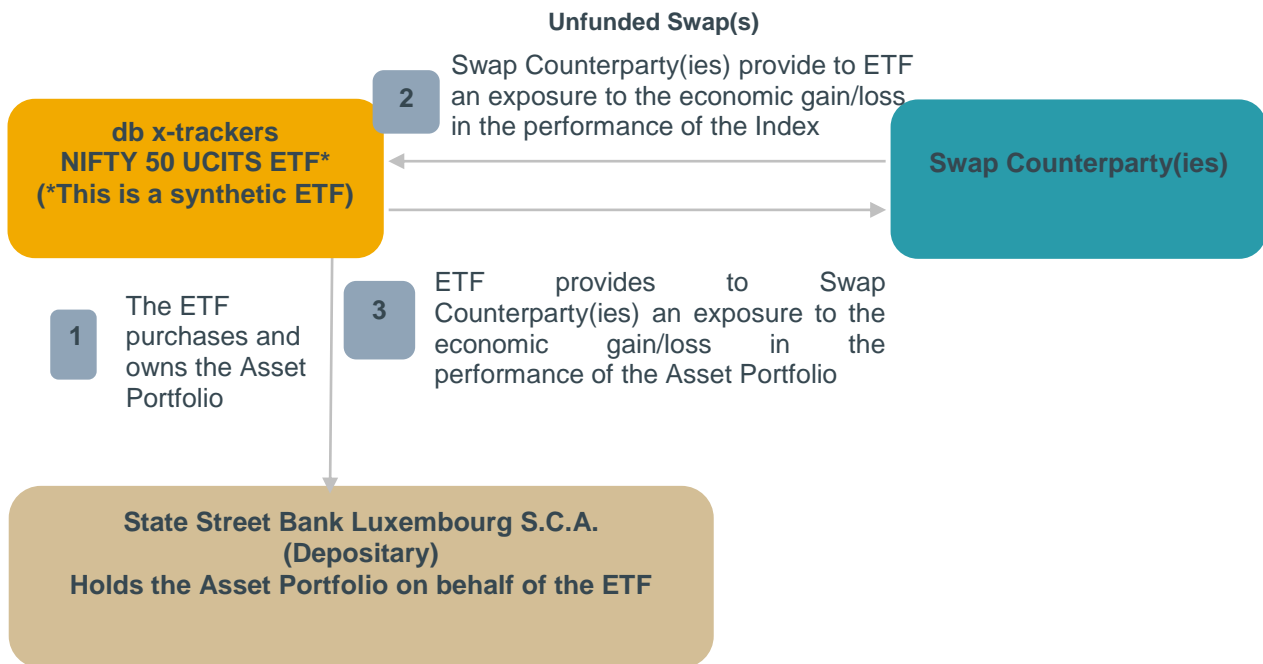 Unfunded Swap(s)
2
Swap Counterparty(ies) provide to ETF
an exposure to the economic gain/loss
in the performance of the Index
db x-trackers
NIFTY 50 UCITS ETF*
(*This is a synthetic ETF)
Swap Counterparty(ies)
1
The ETF
purchases and
owns the Asset
Portfolio
3
ETF provides to Swap
Counterparty(ies) an exposure to the
economic gain/loss in the
performance of the Asset Portfolio
State Street Bank Luxembourg S.C.A.
(Depositary)
Holds the Asset Portfolio on behalf of the ETF